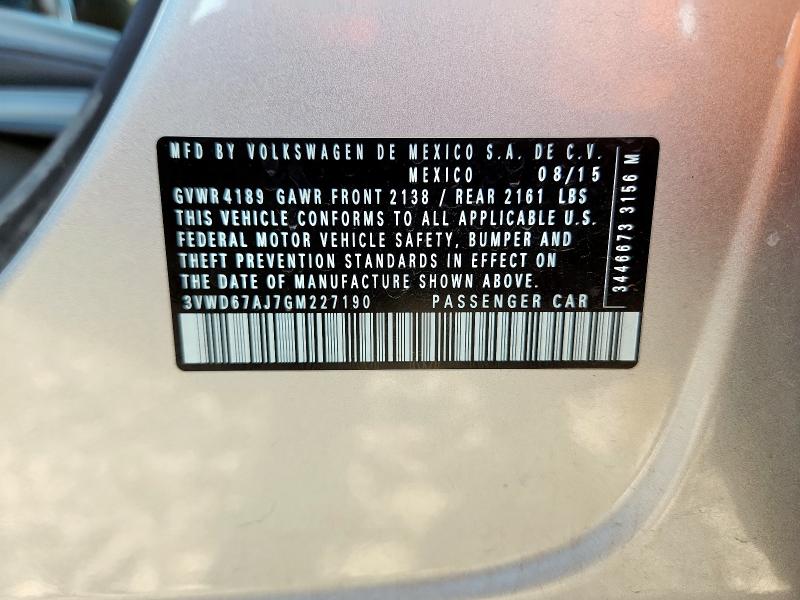 MFD BY VOLKSWAGEN DE MEXICO S.A. DE C.V.
MEXICO 08/15
GVWR 4189 GAWR FRONT 2138 / REAR 2161 LBS
THIS VEHICLE CONFORMS TO ALL APPLICABLE U.S.
FEDERAL MOTOR VEHICLE SAFETY, BUMPER AND
THEFT PREVENTION STANDARDS IN EFFECT ON
THE DATE OF MANUFACTURE SHOWN ABOVE.
3VWD67AJ7GM227190 PASSENGER CAR
3446673 3156 M